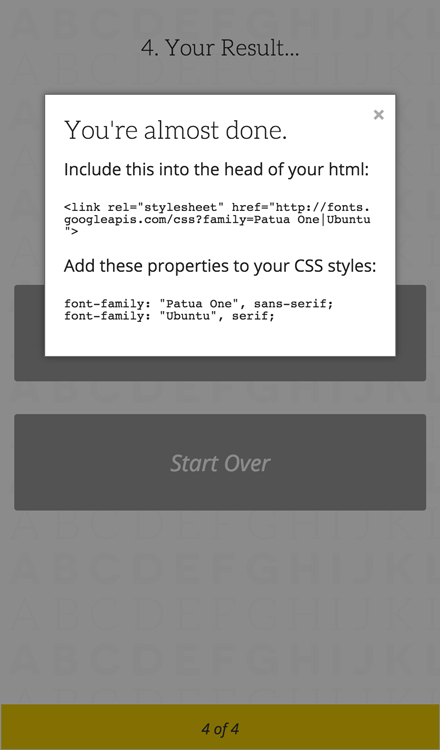 4. Your Result...
×
You're almost done.
Include this into the head of your html:
<link rel="stylesheet" href="http://fonts.
googleapis.com/css?family=Patua One|Ubuntu
">
Add these properties to your CSS styles:
font-family: "Patua One", sans-serif;
font-family: "Ubuntu", serif;
Start Over
4 of 4